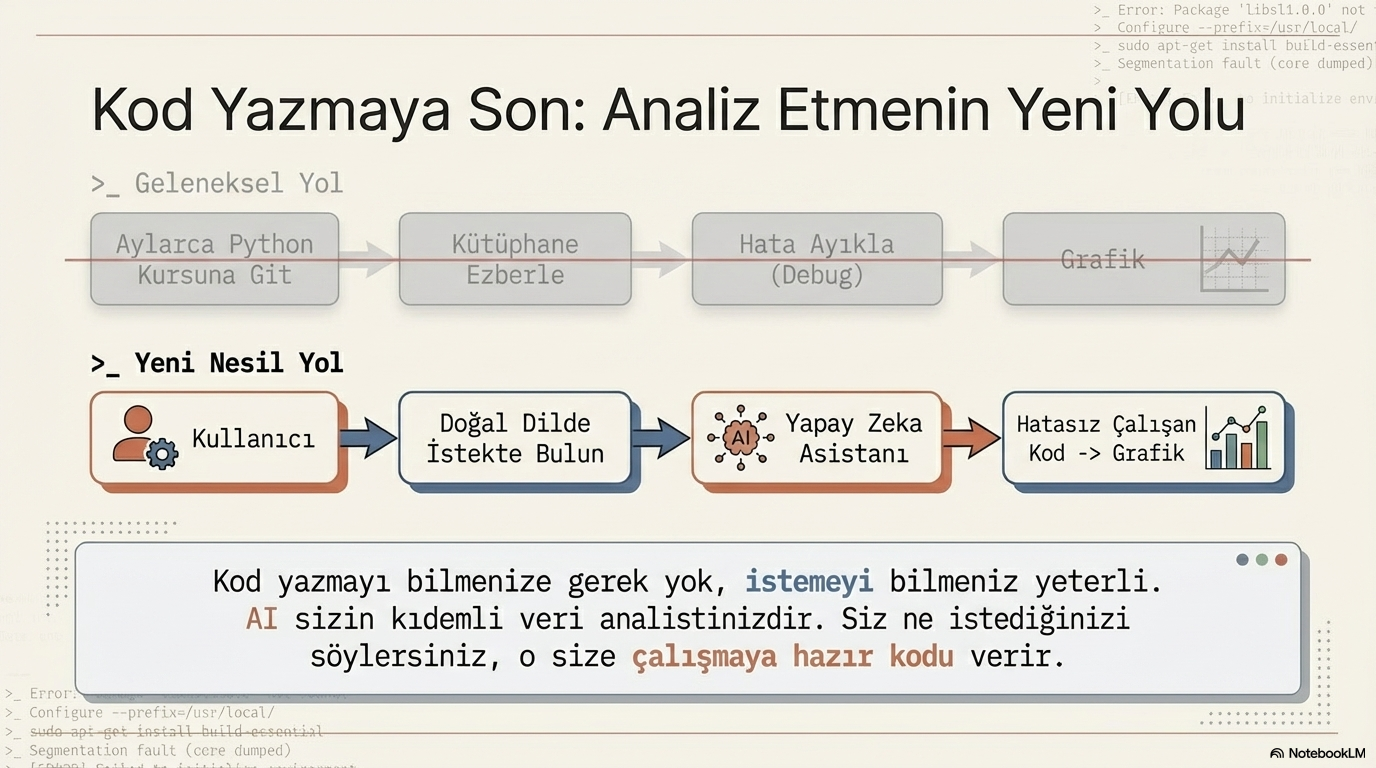 >_ Error: Package 'libsl1.0.0' not
> Configure --prefix=/usr/local/
>_ sudo apt-get install build-essen
>_ Segmentation fault (core dumped)
>
to initialize env
Kod Yazmaya Son: Analiz Etmenin Yeni Yolu
>_ Geleneksel Yol
Aylarca Python
Kursuna Git
Kütüphane
Ezberle
Hata Ayıkla
(Debug)
Grafik
>_ Yeni Nesil Yol
Kullanıcı
Doğal Dilde
İstekte Bulun
AI
Yapay Zeka
Asistanı
Hatasız Çalışan
Kod -> Grafik
Kod yazmayı bilmenize gerek yok, istemeyi bilmeniz yeterli.
AI sizin kıdemli veri analistinizdir. Siz ne istediğinizi
söylersiniz, o size çalışmaya hazır kodu verir.
>_ Error:
>_ Configure --prefix=/usr/local/
>_ sudo apt-get install build-essential
>_ Segmentation fault (core dumped)
NotebookLM